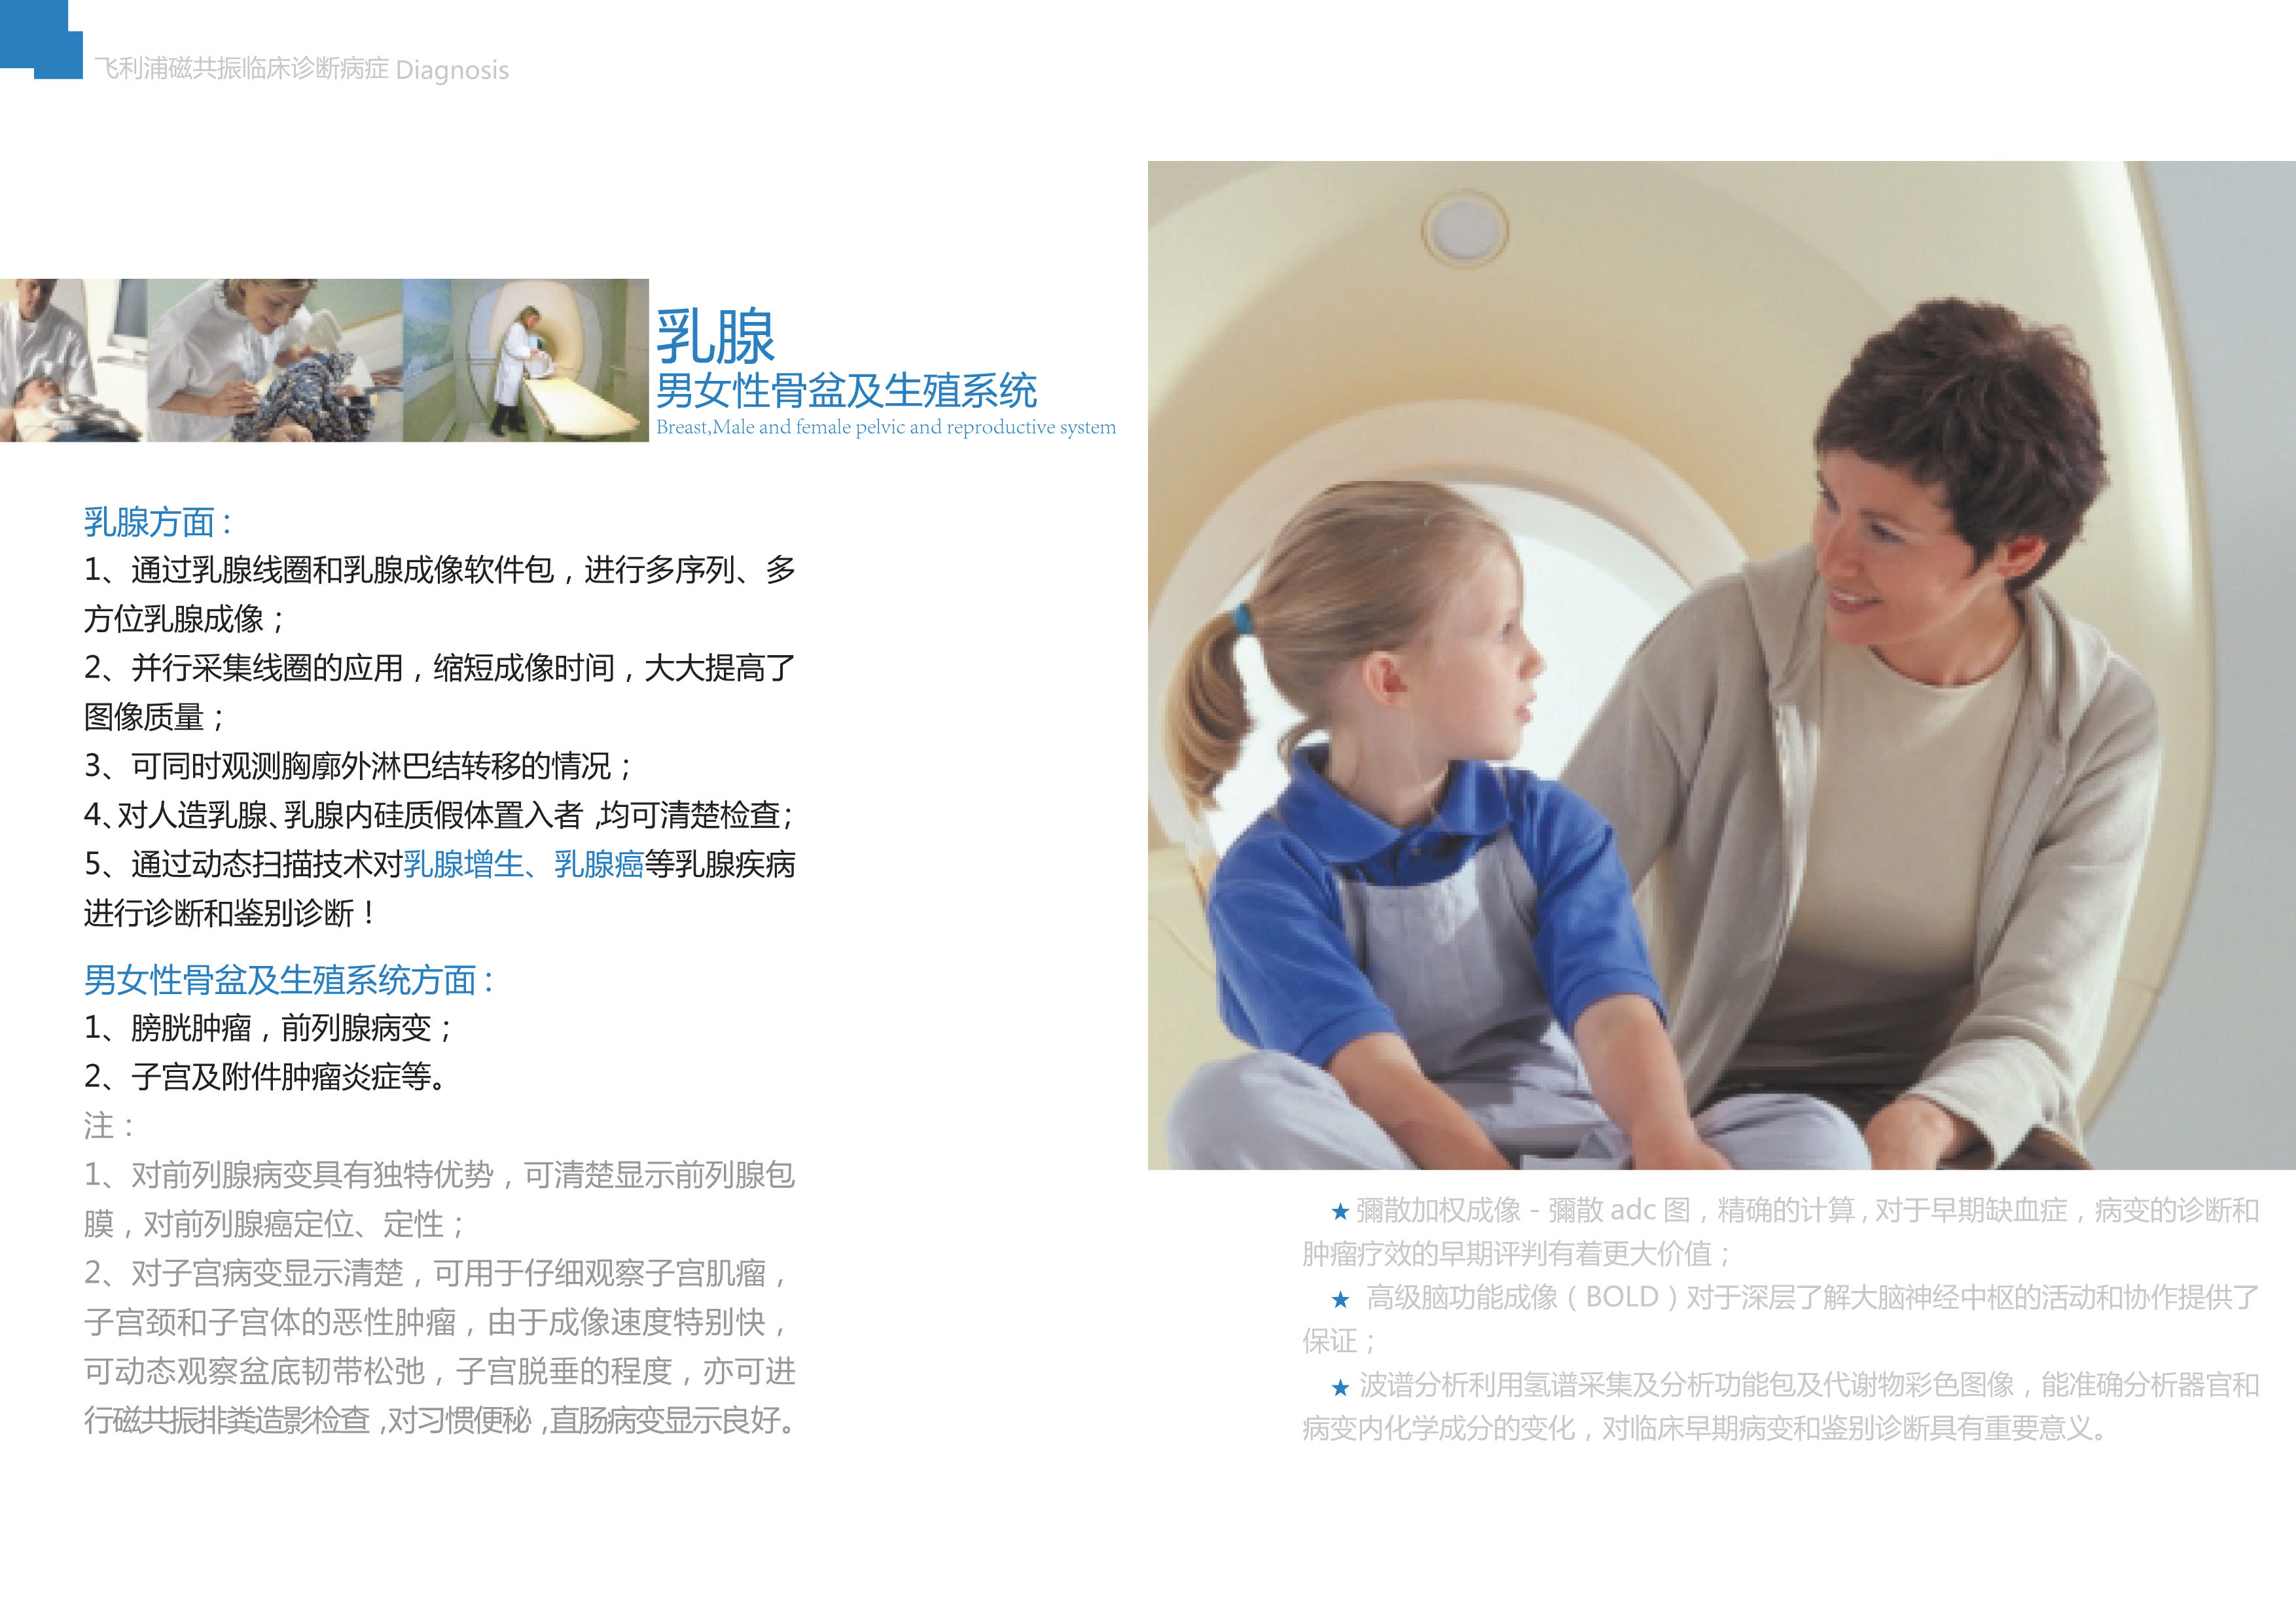 飞利浦磁共振临床诊断病症 Diagnosis
乳腺
男女性骨盆及生殖系统
Breast,Male and female pelvic and reproductive system
乳腺方面：
1、通过乳腺线圈和乳腺成像软件包，进行多序列、多
方位乳腺成像；
2、并行采集线圈的应用，缩短成像时间，大大提高了
图像质量；
3、可同时观测胸廓外淋巴结转移的情况；
4、对人造乳腺、乳腺内硅质假体置入者，均可清楚检查；
5、通过动态扫描技术对乳腺增生、乳腺癌等乳腺疾病
进行诊断和鉴别诊断！
男女性骨盆及生殖系统方面：
1、膀胱肿瘤，前列腺病变；
2、子宫及附件肿瘤炎症等。
注：
1、对前列腺病变具有独特优势，可清楚显示前列腺包
膜，对前列腺癌定位、定性；
2、对子宫病变显示清楚，可用于仔细观察子宫肌瘤，
子宫颈和子宫体的恶性肿瘤，由于成像速度特别快，
可动态观察盆底韧带松弛，子宫脱垂的程度，亦可进
行磁共振排粪造影检查，对习惯便秘，直肠病变显示良好。
★ 彌散加权成像 - 彌散 adc 图，精确的计算，对于早期缺血症，病变的诊断和
肿瘤疗效的早期评判有着更大价值；
★ 高级脑功能成像（BOLD）对于深层了解大脑神经中枢的活动和协作提供了
保证；
★ 波谱分析利用氢谱采集及分析功能包及代谢物彩色图像，能准确分析器官和
病变内化学成分的变化，对临床早期病变和鉴别诊断具有重要意义。